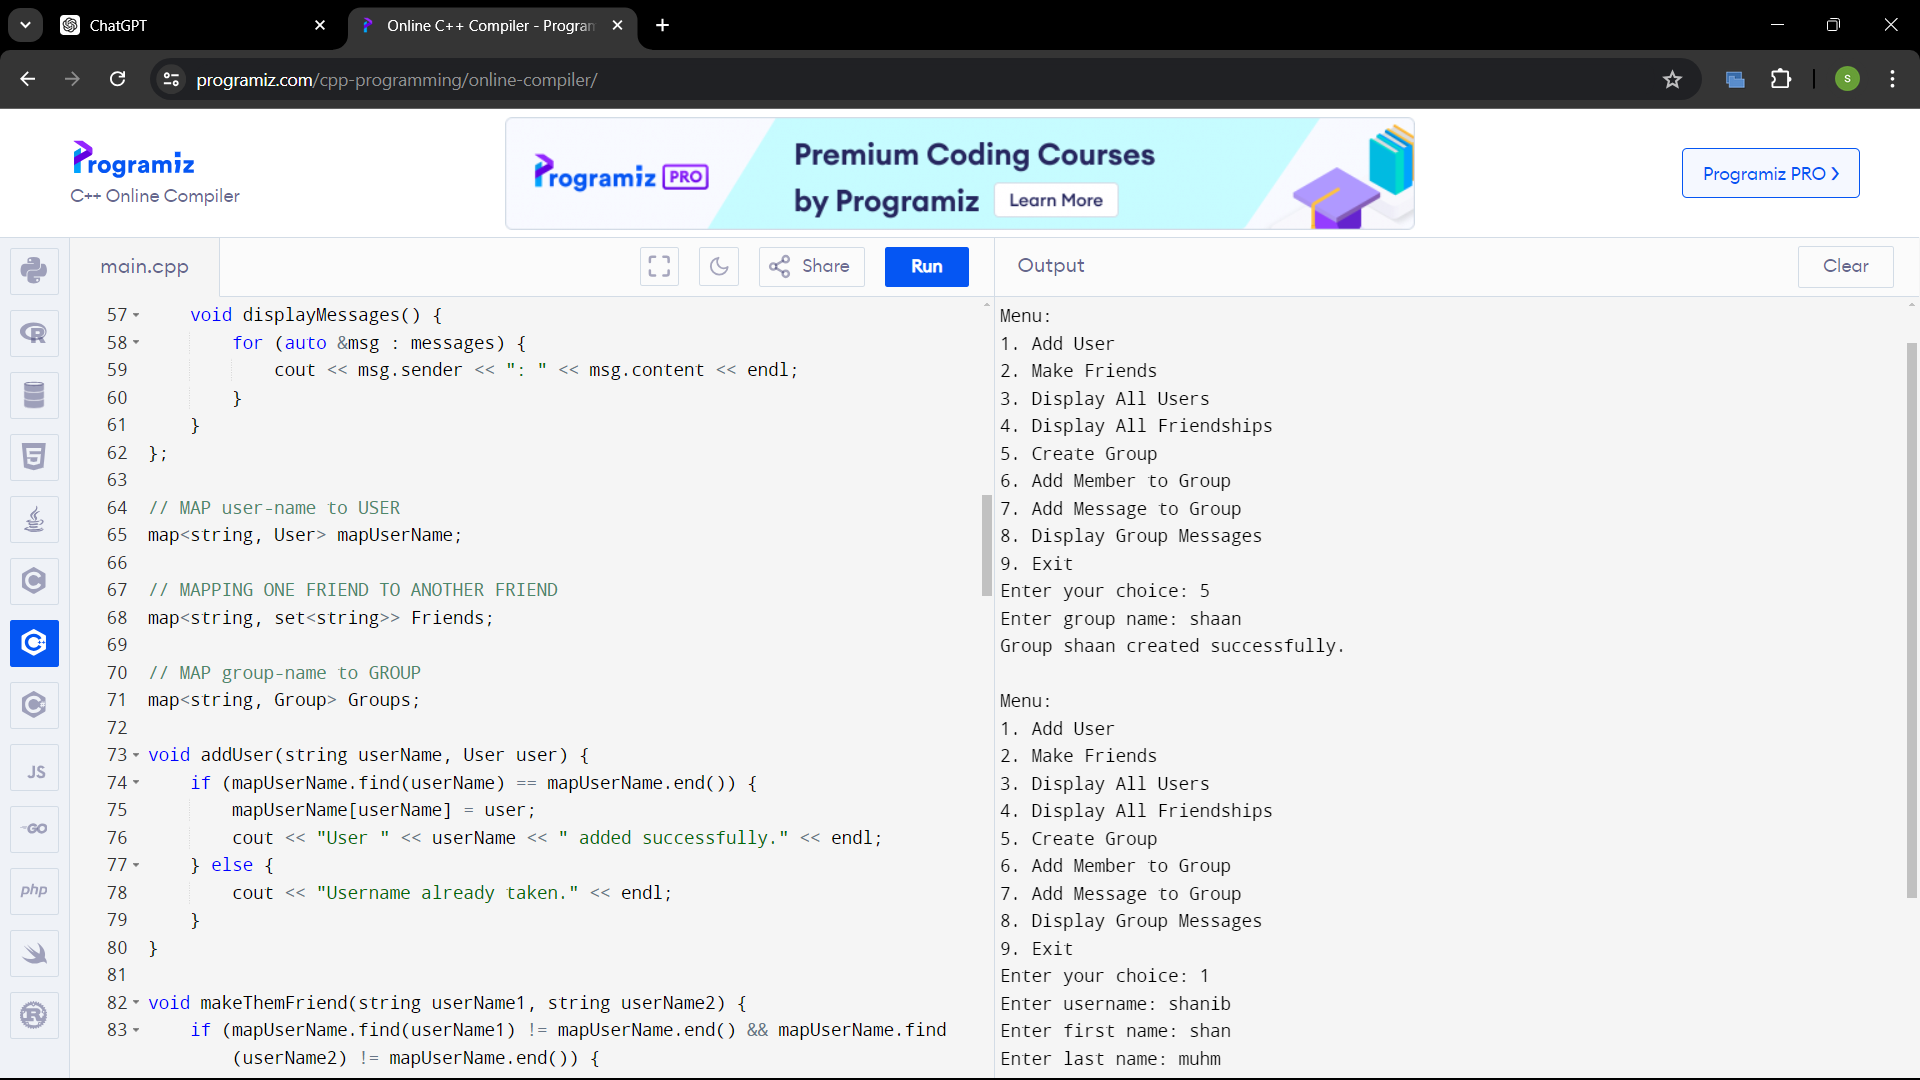 ChatGPT
Online C++ Compiler - Program
programiz.com/cpp-programming/online-compiler/
S
Programiz
C++ Online Compiler
Programiz PRO
Premium Coding Courses
by Programiz
Learn More
Programiz PRO
main.cpp
Share
Run
Output
Clear
57 void displayMessages() {
58 for (auto &msg : messages) {
59 cout << msg.sender << ": " << msg.content << endl;
60 }
61 }
62 };
63
64 // MAP user-name to USER
65 map<string, User> mapUserName;
66
67 // MAPPING ONE FRIEND TO ANOTHER FRIEND
68 map<string, set<string>> Friends;
69
70 // MAP group-name to GROUP
71 map<string, Group> Groups;
72
73 void addUser(string userName, User user) {
74 if (mapUserName.find(userName) == mapUserName.end()) {
75 mapUserName[userName] = user;
76 cout << "User " << userName << " added successfully." << endl;
77 } else {
78 cout << "Username already taken." << endl;
79 }
80 }
81
82 void makeThemFriend(string userName1, string userName2) {
83 if (mapUserName.find(userName1) != mapUserName.end() && mapUserName.find
(userName2) != mapUserName.end()) {
Menu:
1. Add User
2. Make Friends
3. Display All Users
4. Display All Friendships
5. Create Group
6. Add Member to Group
7. Add Message to Group
8. Display Group Messages
9. Exit
Enter your choice: 5
Enter group name: shaan
Group shaan created successfully.
Menu:
1. Add User
2. Make Friends
3. Display All Users
4. Display All Friendships
5. Create Group
6. Add Member to Group
7. Add Message to Group
8. Display Group Messages
9. Exit
Enter your choice: 1
Enter username: shanib
Enter first name: shan
Enter last name: muhm
R
5
C
C
C
JS
GO
php
R